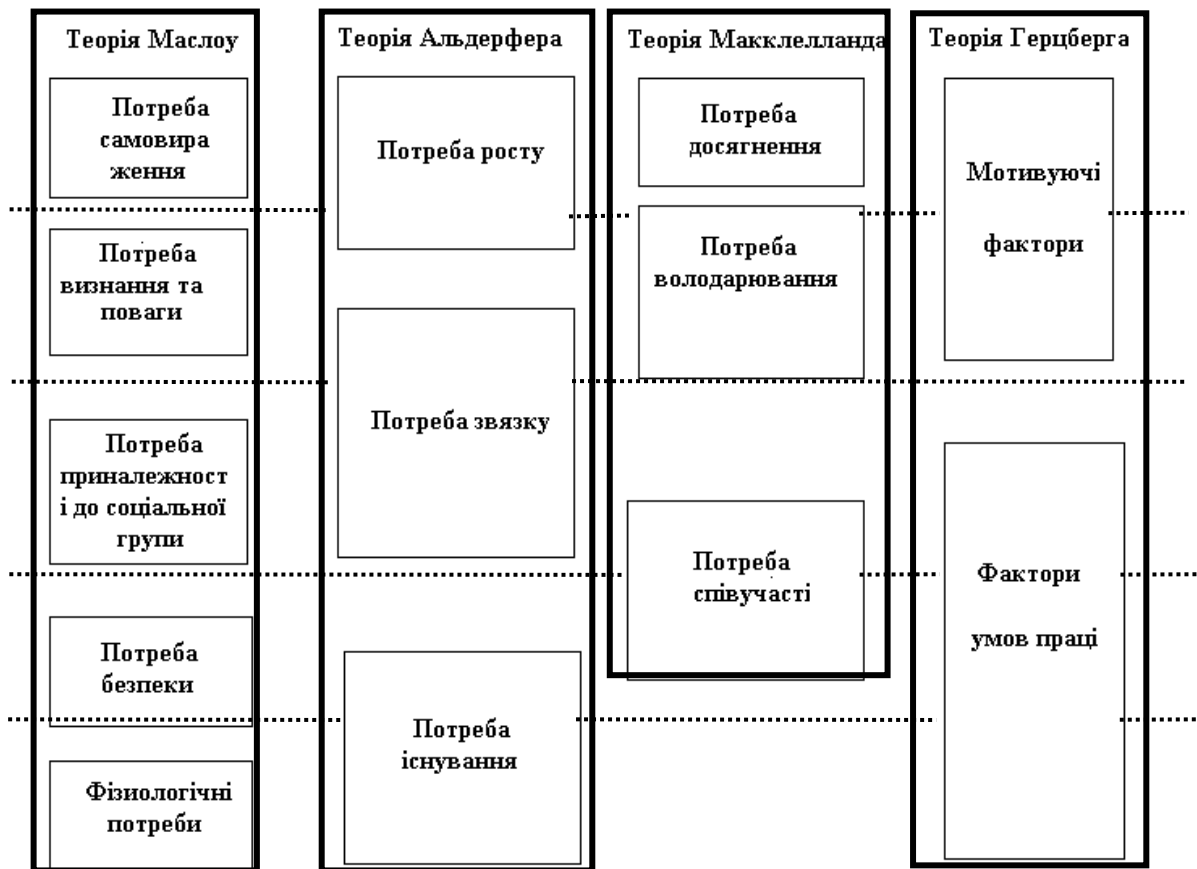 Теорія Маслоу
Потреба
самовира
ження
Потреба
визнання та
поваги
Потреба
приналежност
і до соціальної
групи
Потреба
безпеки
Фізиологічні
потреби
Теорія Альдерфера
Потреба росту
Потреба звязку
Потреба
існування
Теорія Макклелланда
Потреба
досягнення
Потреба
володарювання
Потреба
співучасті
Теорія Герцберга
Мотивуючі
фактори
Фактори
умов праці